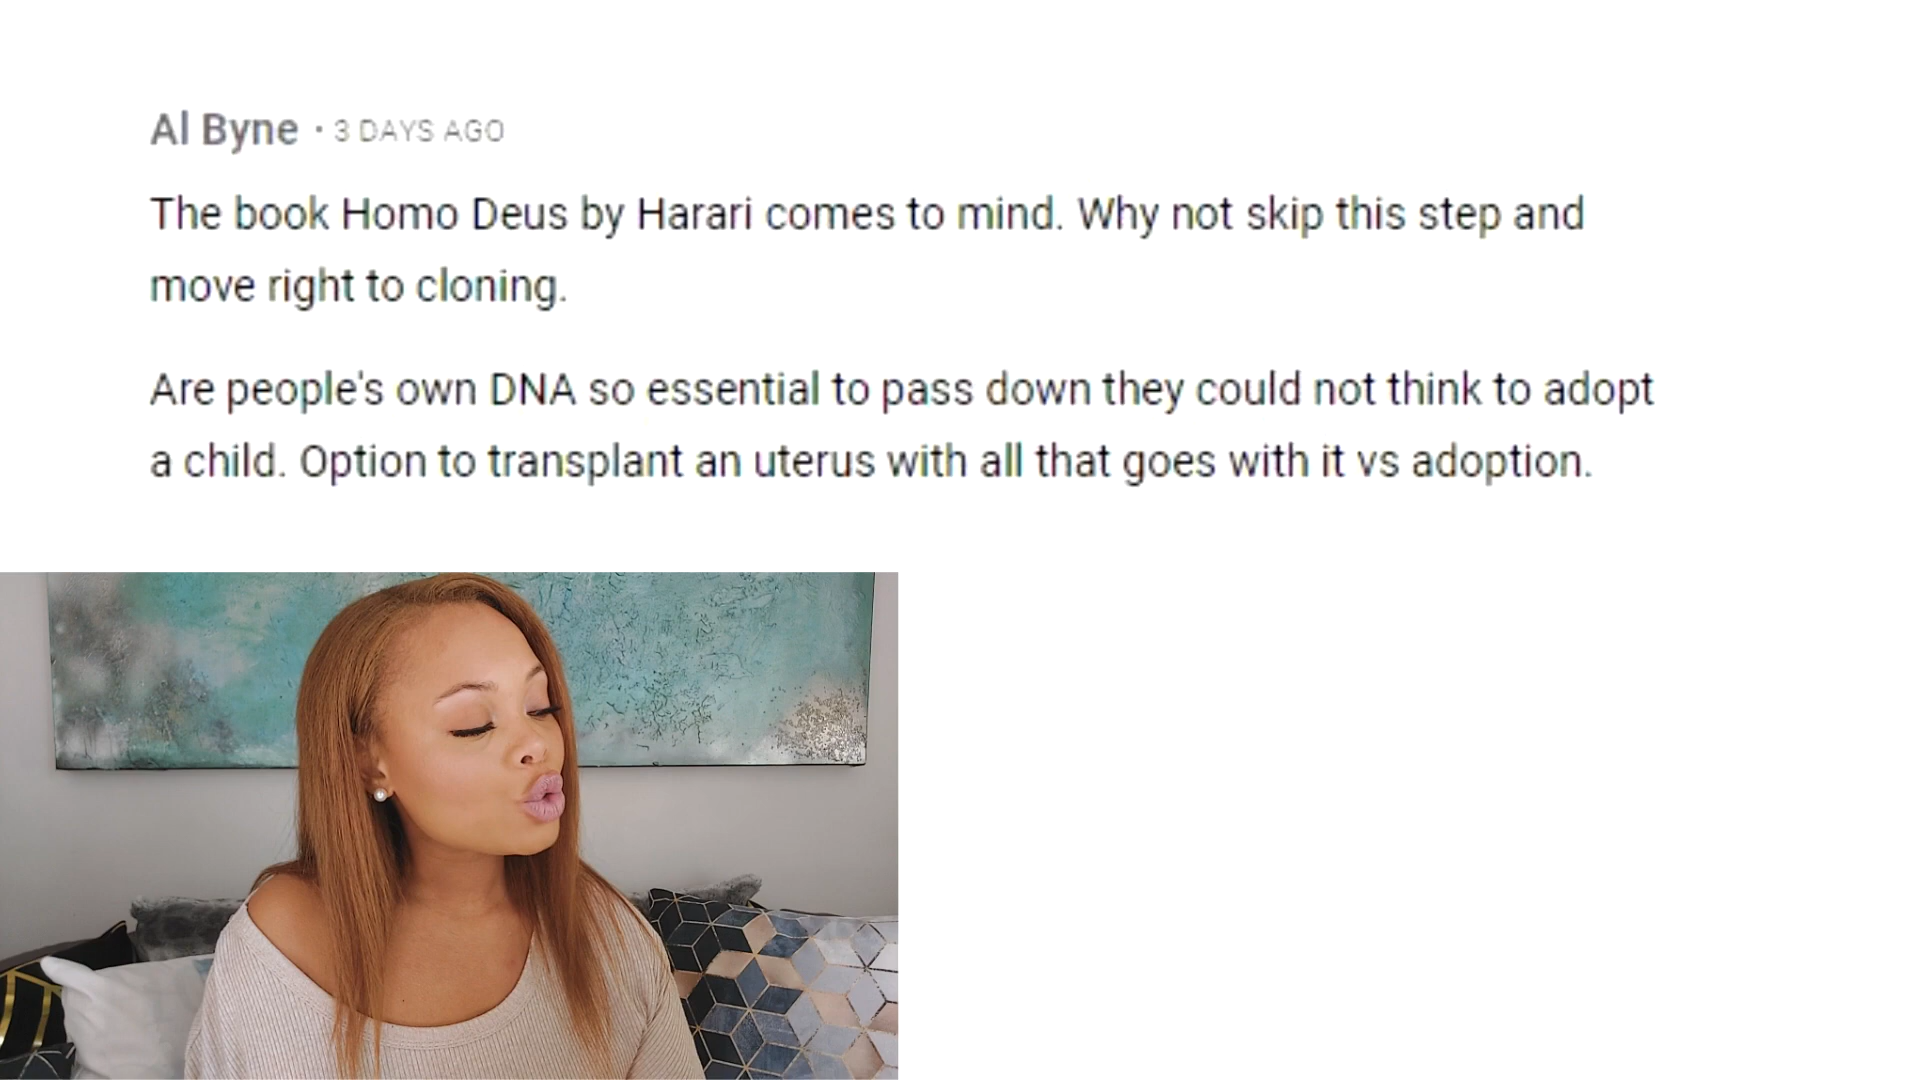 Al Byne · 3 DAYS AGO
The book Homo Deus by Harari comes to mind. Why not skip this step and
move right to cloning.
Are people's own DNA so essential to pass down they could not think to adopt
a child. Option to transplant an uterus with all that goes with it vs adoption.